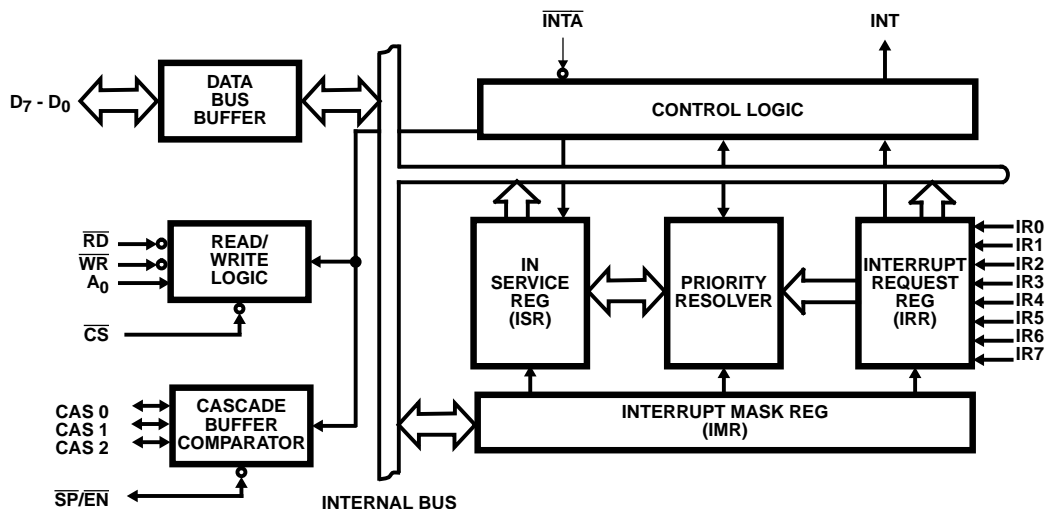 INTA
INT
DATA
BUS
BUFFER
D7 - D0
CONTROL LOGIC
RD
WR
A0
READ/
WRITE
LOGIC
CS
IN
SERVICE
REG
(ISR)
PRIORITY
RESOLVER
INTERRUPT
REQUEST
REG
(IRR)
IR0
IR1
IR2
IR3
IR4
IR5
IR6
IR7
CAS 0
CAS 1
CAS 2
CASCADE
BUFFER
COMPARATOR
INTERRUPT MASK REG
(IMR)
SP/EN
INTERNAL BUS